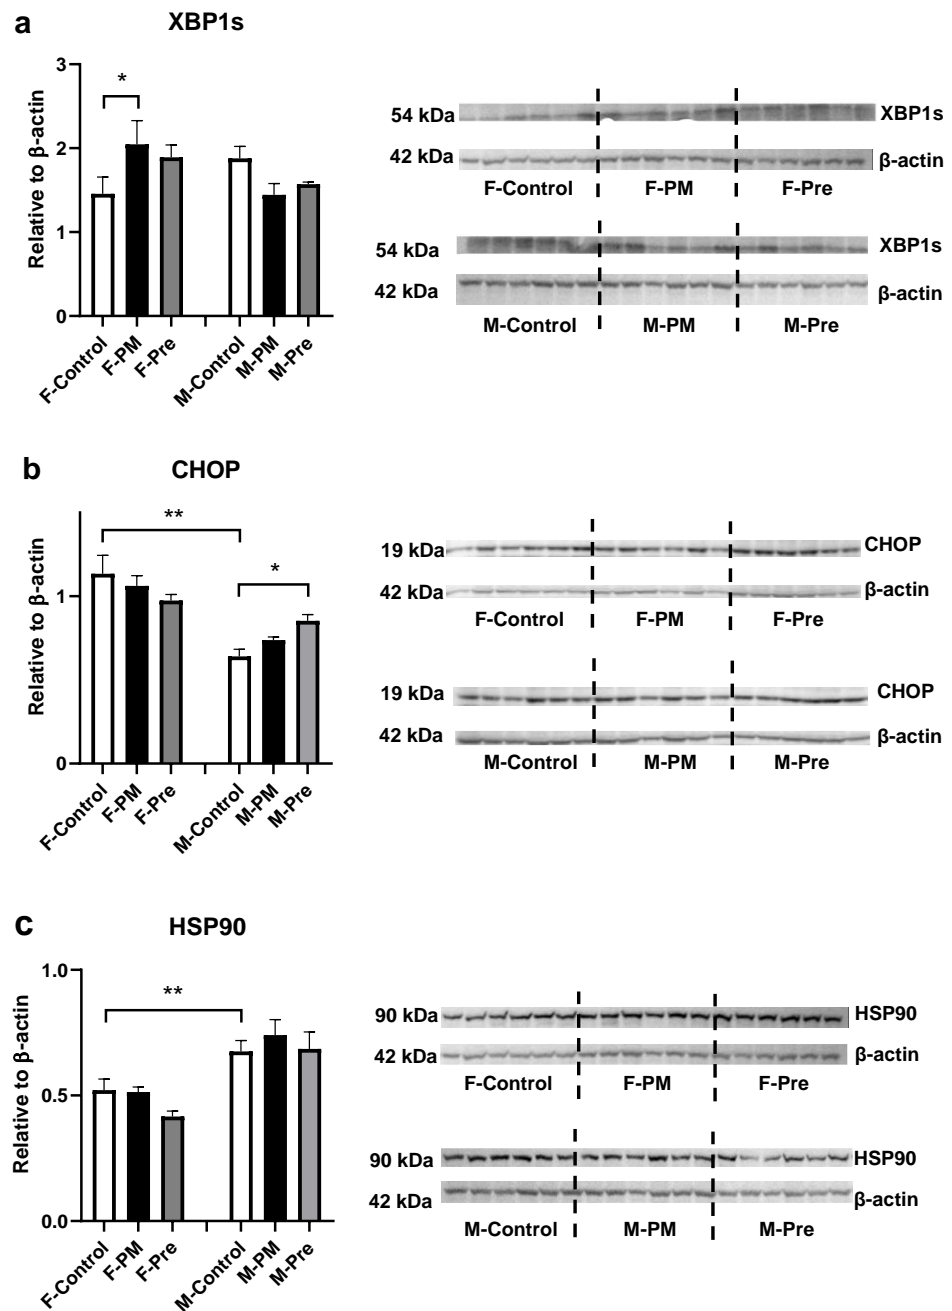 a
XBP1s
3
2
1
0
Relative to β-actin
*
F-Control
F-PM
F-Pre
M-Control
M-PM
M-Pre
54 kDa
XBP1s
42 kDa
β-actin
F-Control F-PM F-Pre
54 kDa
XBP1s
42 kDa
β-actin
M-Control M-PM M-Pre
b
CHOP
1
0
Relative to β-actin
**
*
F-Control
F-PM
F-Pre
M-Control
M-PM
M-Pre
19 kDa
CHOP
42 kDa
β-actin
F-Control F-PM F-Pre
19 kDa
CHOP
42 kDa
β-actin
M-Control M-PM M-Pre
c
HSP90
1.0
0.5
0.0
Relative to β-actin
**
F-Control
F-PM
F-Pre
M-Control
M-PM
M-Pre
90 kDa
HSP90
42 kDa
β-actin
F-Control F-PM F-Pre
90 kDa
HSP90
42 kDa
β-actin
M-Control M-PM M-Pre